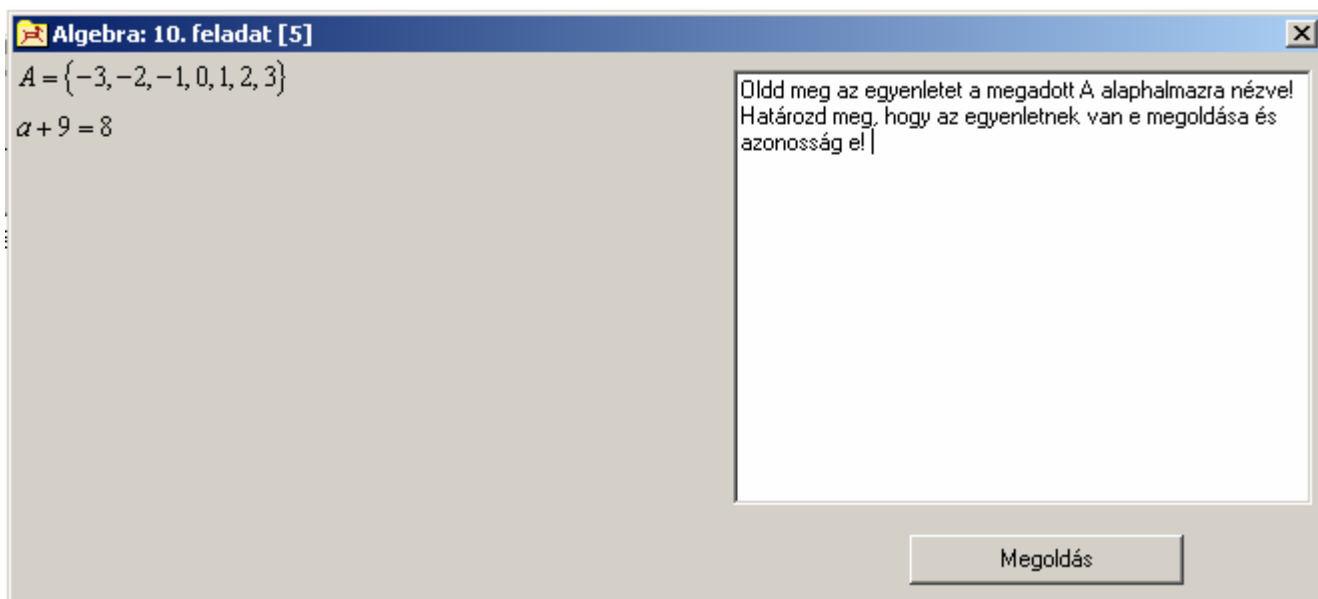 Algebra: 10. feladat [5]
A = {−3, −2, −1, 0, 1, 2, 3}
a + 9 = 8
Oldd meg az egyenletet a megadott A alaphalmazra nézve!
Határozd meg, hogy az egyenletnek van e megoldása és
azonosság e!
Megoldás